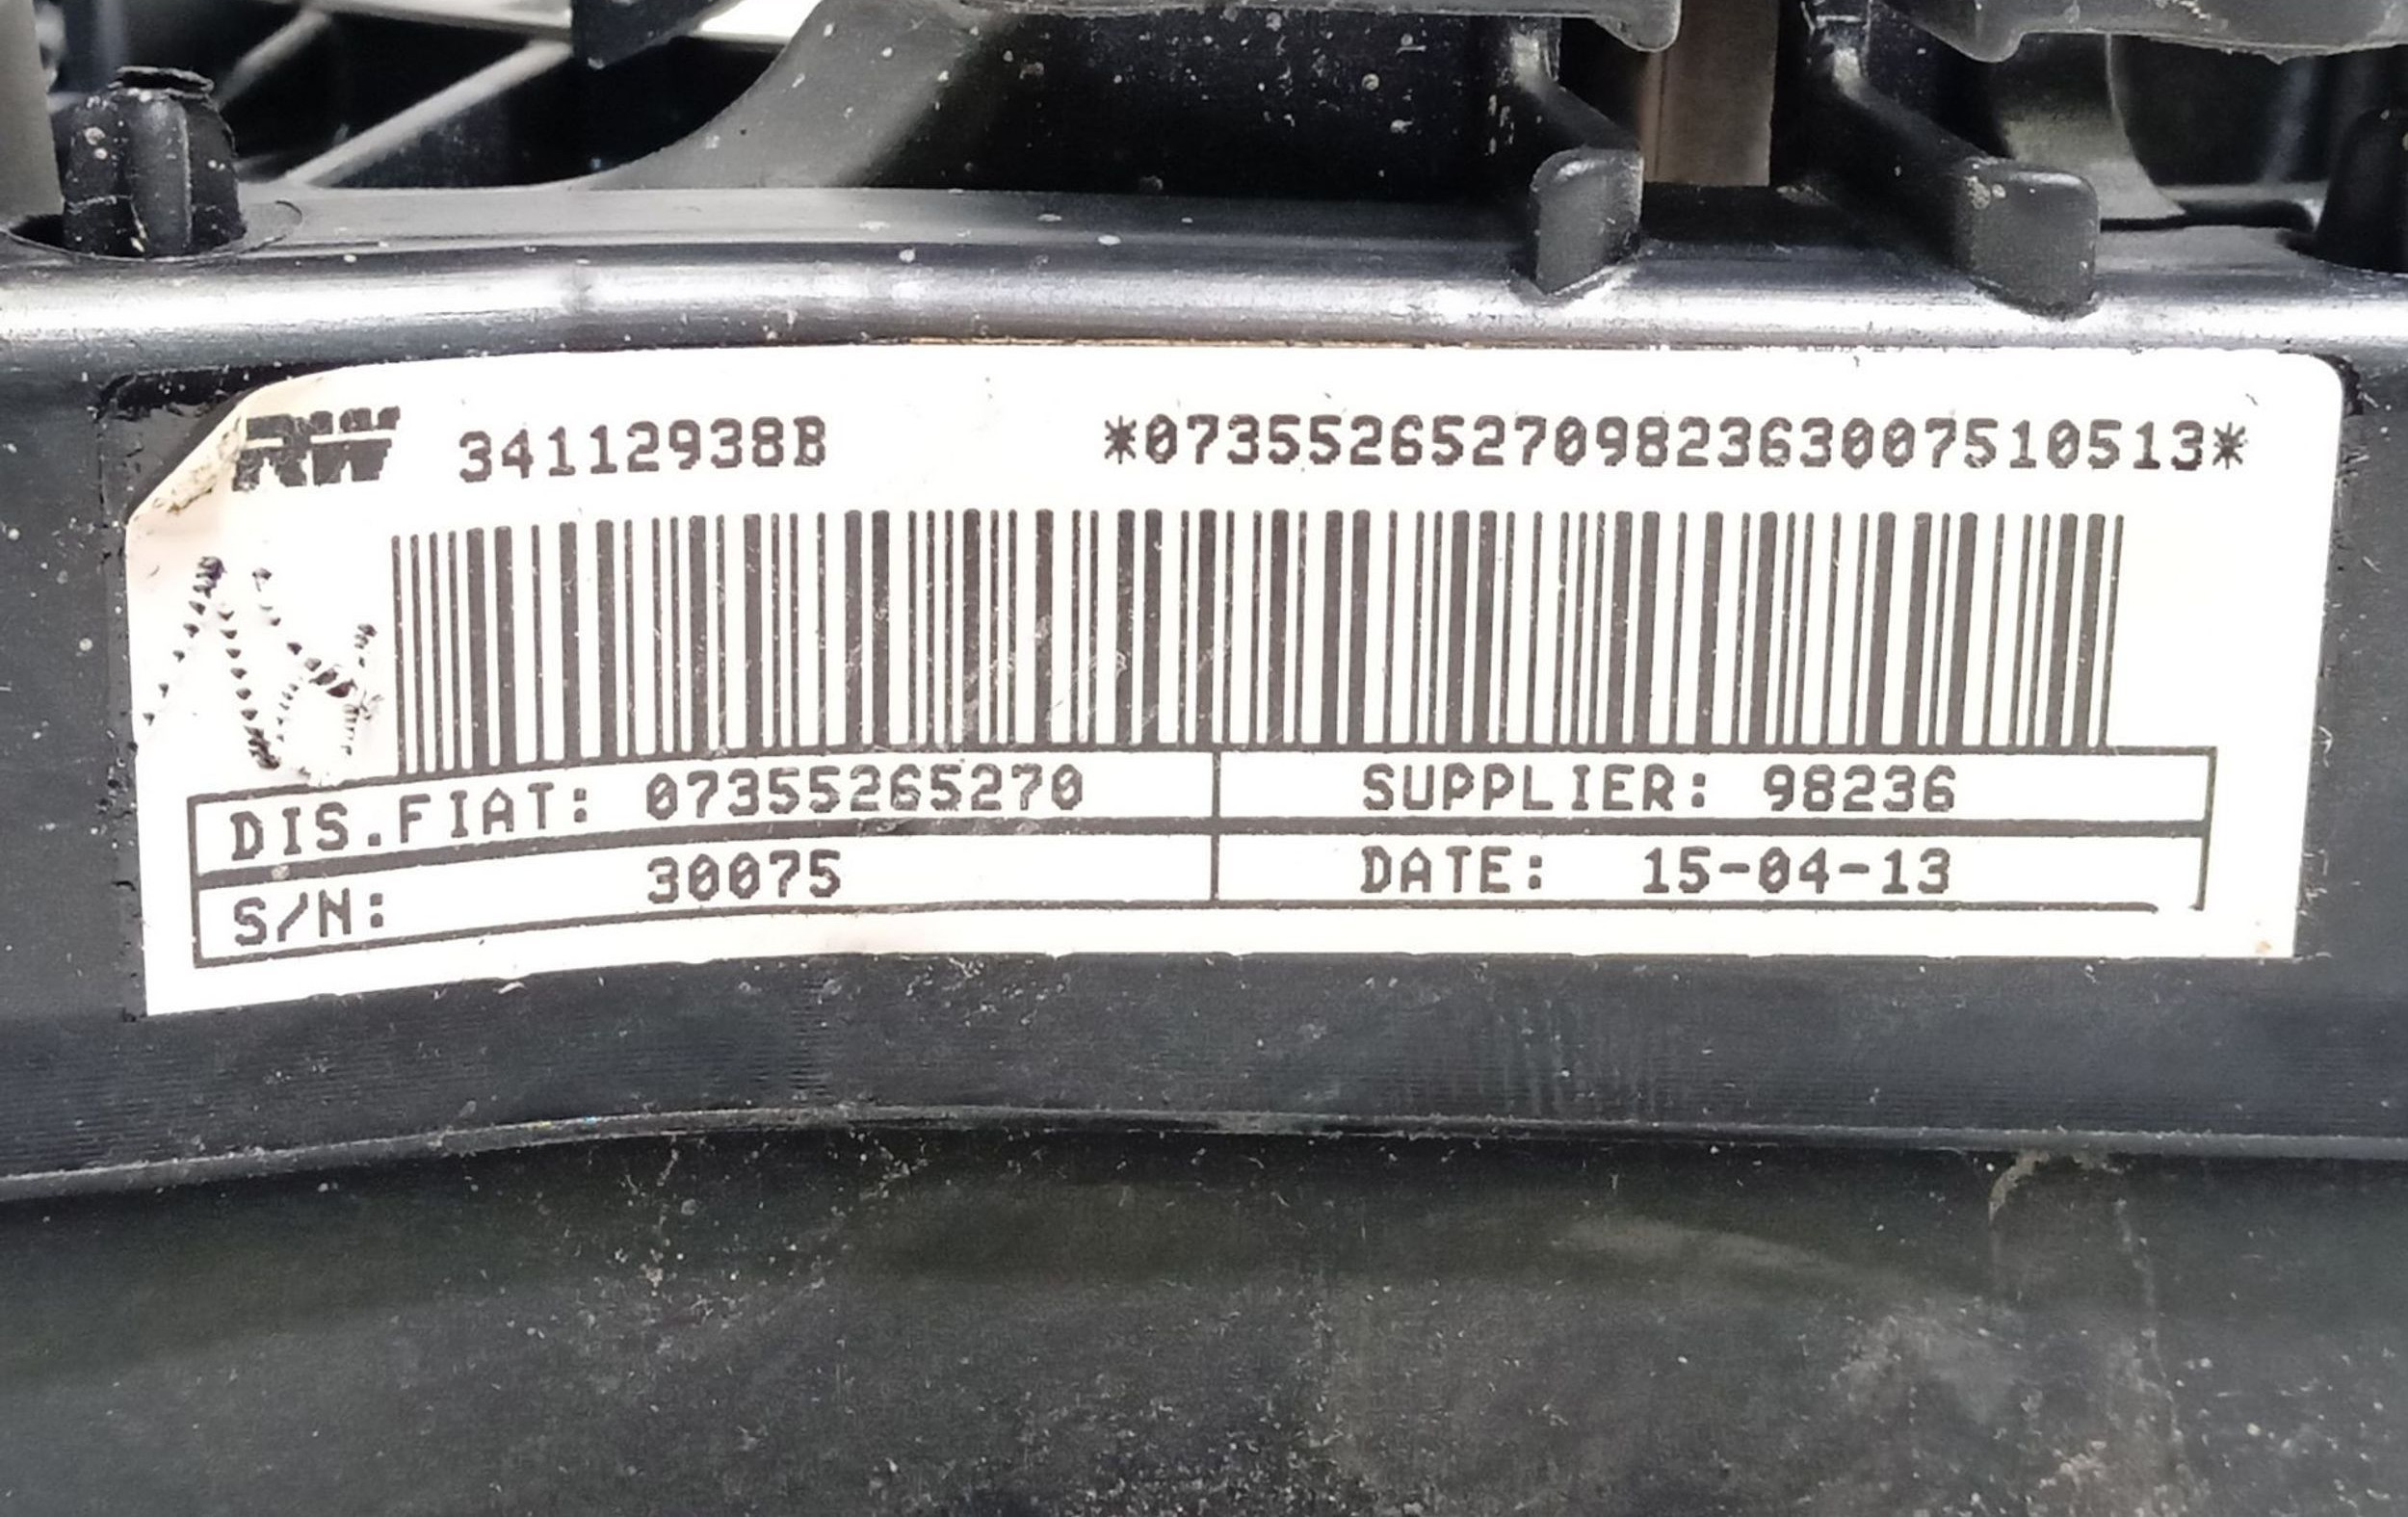 TRW 34112938B *07355265270982363007510513*
DIS.FIAT: 07355265270 SUPPLIER: 98236
S/N: 30075 DATE: 15-04-13